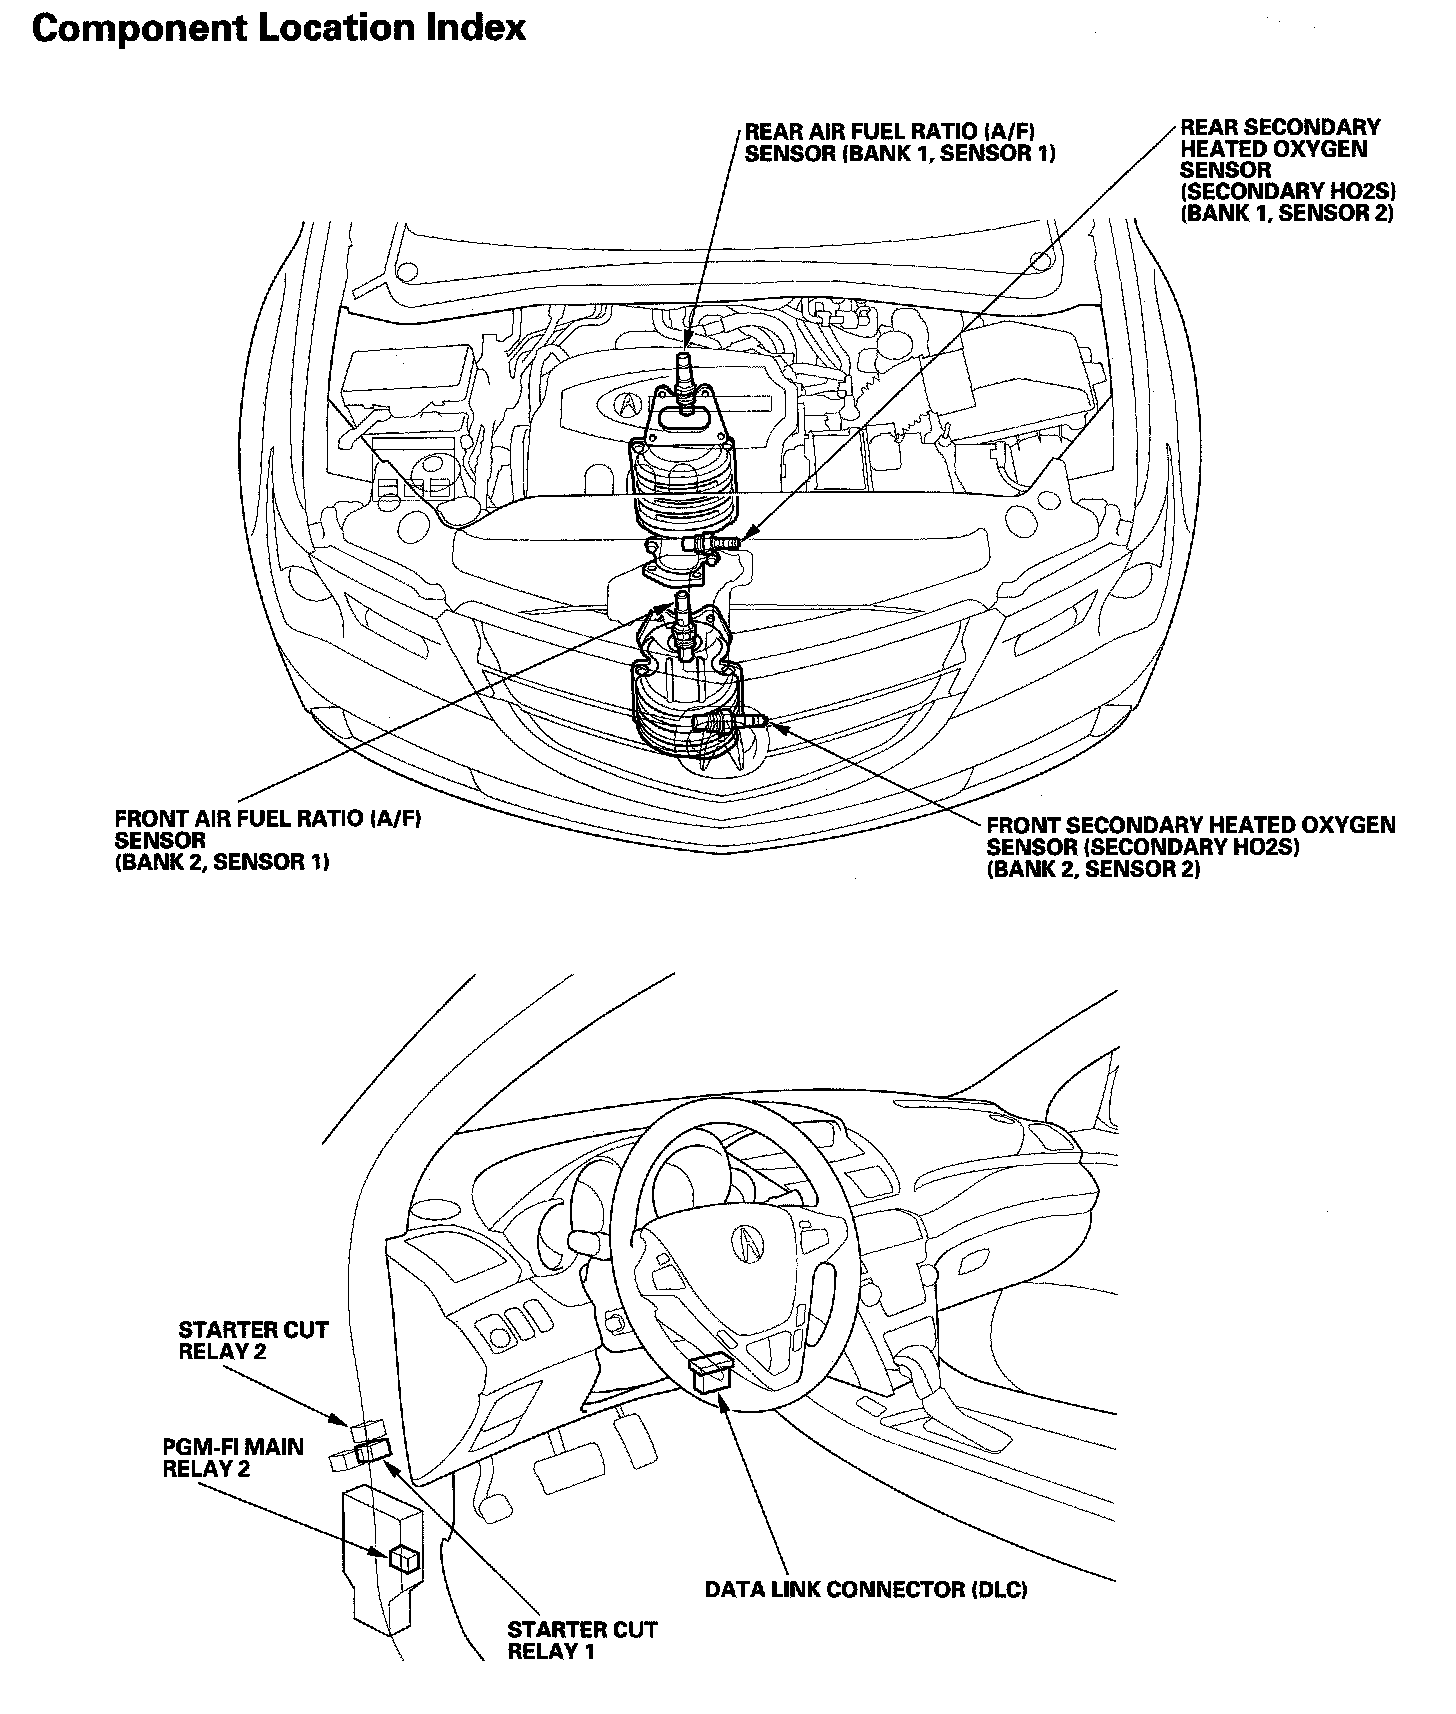 Component Location Index
REAR AIR FUEL RATIO (A/F)
SENSOR (BANK 1, SENSOR 1)
REAR SECONDARY
HEATED OXYGEN
SENSOR
(SECONDARY HO2S)
(BANK 1, SENSOR 2)
FRONT AIR FUEL RATIO (A/F)
SENSOR
(BANK 2, SENSOR 1)
FRONT SECONDARY HEATED OXYGEN
SENSOR (SECONDARY HO2S)
(BANK 2, SENSOR 2)
STARTER CUT
RELAY 2
PGM-FI MAIN
RELAY 2
DATA LINK CONNECTOR (DLC)
STARTER CUT
RELAY 1